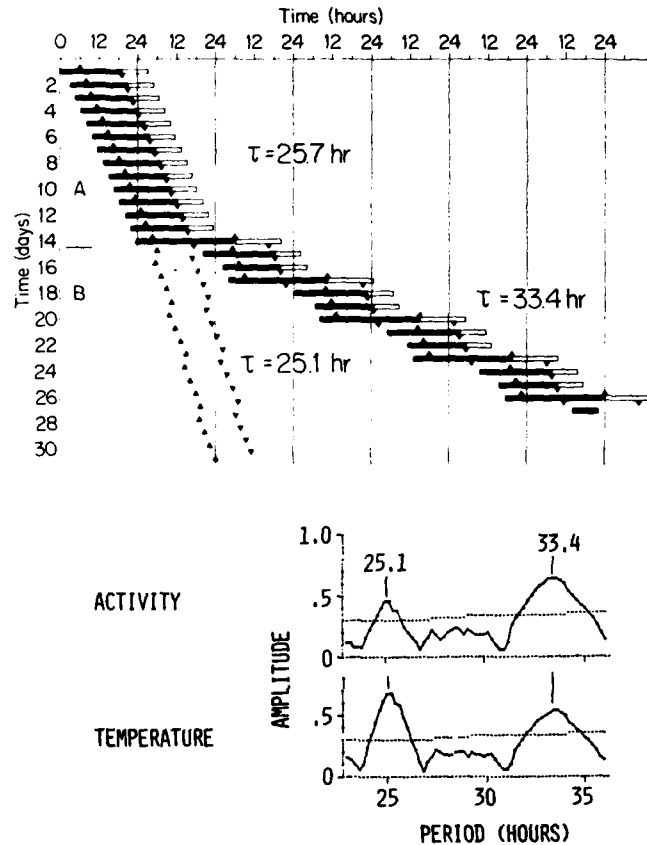 Time (hours)
0 12 24 12 24 12 24 12 24 12 24 12 24 12 24
2
4
6
τ = 25.7 hr
8
10 A
12
14
Time (days)
16
B
18
τ = 33.4 hr
20
22
τ = 25.1 hr
24
26
28
30
1.0
25.1
33.4
ACTIVITY
.5
0
AMPLITUDE
TEMPERATURE
.5
0
25 30 35
PERIOD (HOURS)